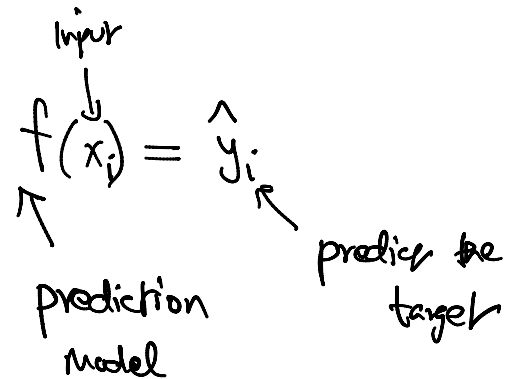 Input
f(xᵢ) = ŷᵢ
predict the
target
prediction
model